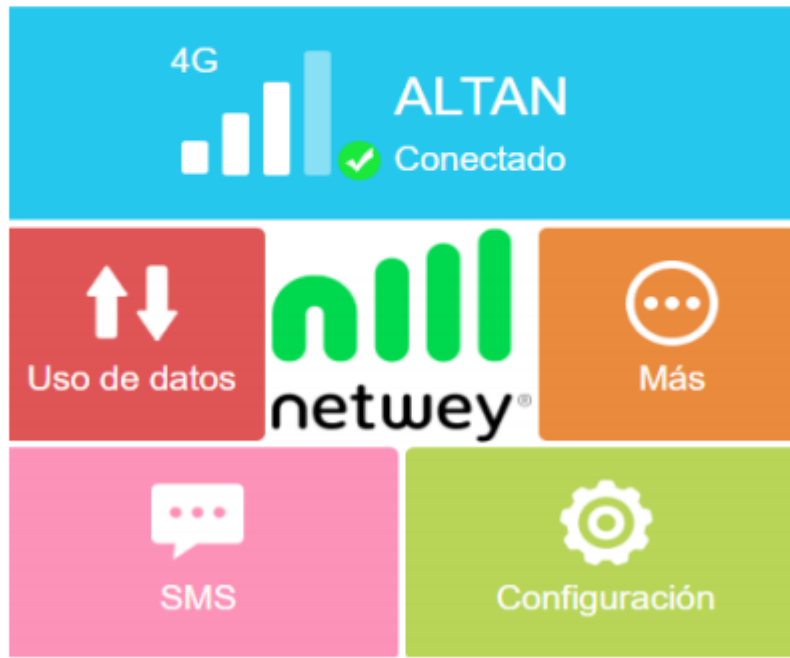 4G
ALTAN
Conectado
Uso de datos
netwey®
Más
SMS
Configuración